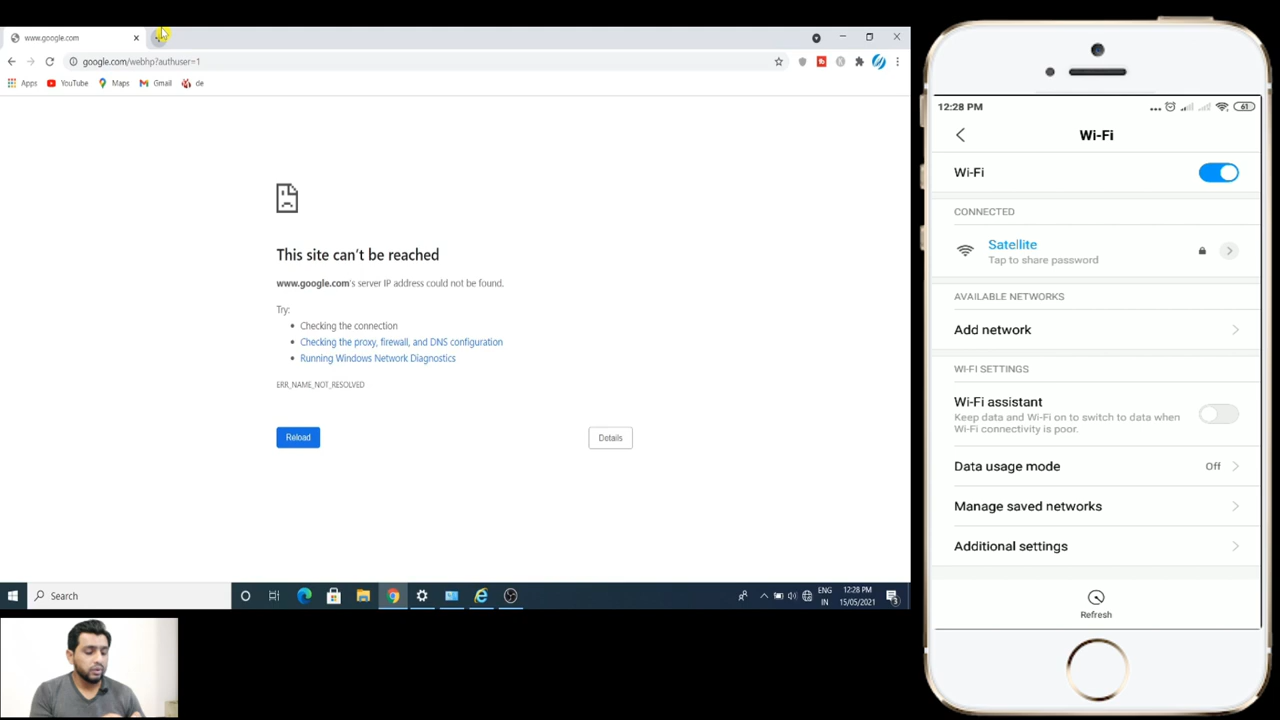 www.google.com
google.com/webhp?authuser=1
Apps YouTube Maps Gmail de
This site can't be reached
www.google.com's server IP address could not be found.
Try:
Checking the connection
Checking the proxy, firewall, and DNS configuration
Running Windows Network Diagnostics
ERR_NAME_NOT_RESOLVED
Reload
Details
Search
ENG
IN
12:28 PM
15/05/2021
3
12:28 PM
61
Wi-Fi
Wi-Fi
CONNECTED
Satellite
Tap to share password
AVAILABLE NETWORKS
Add network
WI-FI SETTINGS
Wi-Fi assistant
Keep data and Wi-Fi on to switch to data when
Wi-Fi connectivity is poor.
Data usage mode Off
Manage saved networks
Additional settings
Refresh